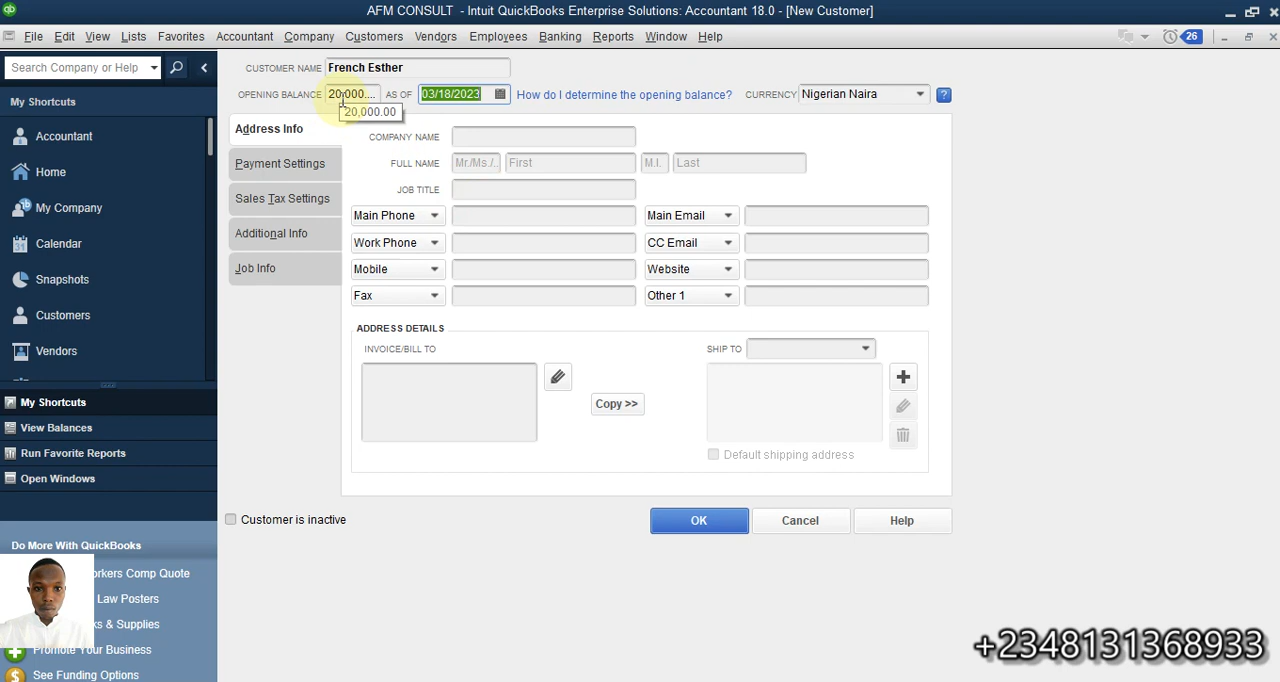 AFM CONSULT - Intuit QuickBooks Enterprise Solutions: Accountant 18.0 - [New Customer]
File Edit View Lists Favorites Accountant Company Customers Vendors Employees Banking Reports Window Help 26
Search Company or Help
My Shortcuts
Accountant
Home
My Company
Calendar
Snapshots
Customers
Vendors
My Shortcuts
View Balances
Run Favorite Reports
Open Windows
Do More With QuickBooks
orkers Comp Quote
Law Posters
ks & Supplies
Promote Your Business
See Funding Options
CUSTOMER NAME French Esther
OPENING BALANCE 20,000.... AS OF 03/18/2023 How do I determine the opening balance? CURRENCY Nigerian Naira ?
20,000.00
Address Info
Payment Settings
Sales Tax Settings
Additional Info
Job Info
COMPANY NAME
FULL NAME Mr./Ms./.. First M.I. Last
JOB TITLE
Main Phone Main Email
Work Phone CC Email
Mobile Website
Fax Other 1
ADDRESS DETAILS
INVOICE/BILL TO SHIP TO
Copy >>
Default shipping address
Customer is inactive
OK Cancel Help
+2348131368933